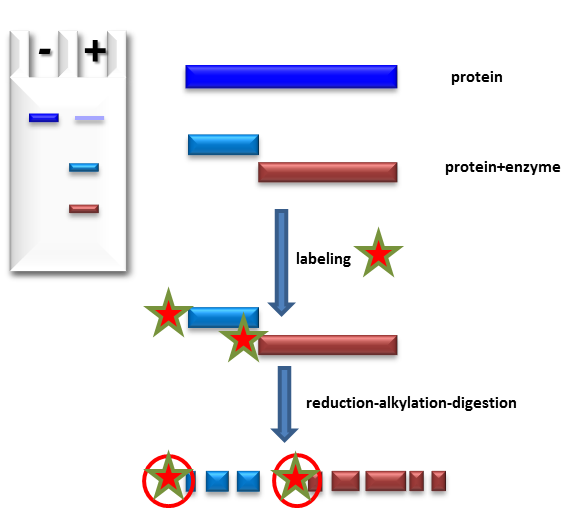 - +
protein
protein+enzyme
labeling
reduction-alkylation-digestion